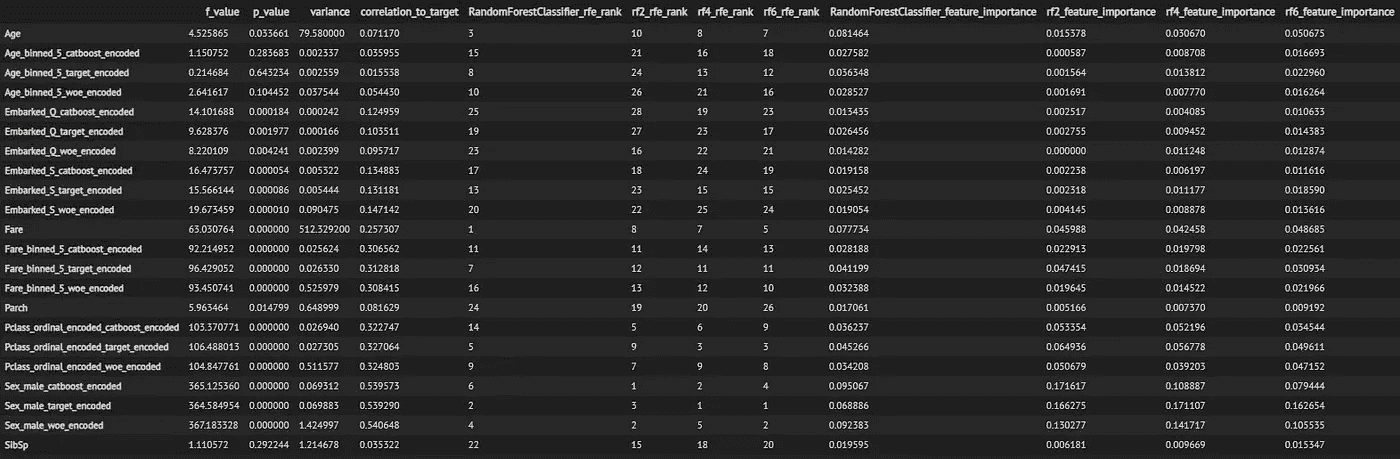 f_value p_value variance correlation_to_target RandomForestClassifier_rfe_rank rf2_rfe_rank rf4_rfe_rank rf6_rfe_rank RandomForestClassifier_feature_importance rf2_feature_importance rf4_feature_importance rf6_feature_importance
Age 4.525865 0.033661 79.580000 0.071170 3 10 8 7 0.081464 0.015378 0.030670 0.050675
Age_binned_5_catboost_encoded 1.150752 0.283683 0.002337 0.035955 15 21 16 18 0.027582 0.000587 0.008708 0.016693
Age_binned_5_target_encoded 0.214684 0.643234 0.002559 0.015538 8 24 13 12 0.036348 0.001564 0.013812 0.022960
Age_binned_5_woe_encoded 2.641617 0.104452 0.037544 0.054430 10 26 21 16 0.028527 0.001691 0.007770 0.016264
Embarked_Q_catboost_encoded 14.101688 0.000184 0.000242 0.124959 25 28 19 23 0.013435 0.002517 0.004085 0.010633
Embarked_Q_target_encoded 9.628376 0.001977 0.000166 0.103511 19 27 23 17 0.026456 0.002755 0.009452 0.014383
Embarked_Q_woe_encoded 8.220109 0.004241 0.002399 0.095717 23 16 22 21 0.014282 0.000000 0.011248 0.012874
Embarked_S_catboost_encoded 16.473757 0.000054 0.005322 0.134883 17 18 24 19 0.019158 0.002238 0.006197 0.011616
Embarked_S_target_encoded 15.566144 0.000086 0.005444 0.131181 13 23 15 15 0.025452 0.002318 0.011177 0.018590
Embarked_S_woe_encoded 19.673459 0.000010 0.090475 0.147142 20 22 25 24 0.019054 0.004145 0.008878 0.013616
Fare 63.030764 0.000000 512.329200 0.257307 1 8 7 5 0.077734 0.045988 0.042458 0.048685
Fare_binned_5_catboost_encoded 92.214952 0.000000 0.025624 0.306562 11 11 14 13 0.028188 0.022913 0.019798 0.022561
Fare_binned_5_target_encoded 96.429052 0.000000 0.026330 0.312818 7 12 11 11 0.041199 0.047415 0.018694 0.030934
Fare_binned_5_woe_encoded 93.450741 0.000000 0.525979 0.308415 16 13 12 10 0.032388 0.019645 0.014522 0.021966
Parch 5.963464 0.014799 0.648999 0.081629 24 19 20 26 0.017061 0.005166 0.007370 0.009192
Pclass_ordinal_encoded_catboost_encoded 103.370771 0.000000 0.026940 0.322747 14 5 6 9 0.036237 0.053354 0.052196 0.034544
Pclass_ordinal_encoded_target_encoded 106.488013 0.000000 0.027305 0.327064 5 9 3 3 0.045266 0.064936 0.056778 0.049611
Pclass_ordinal_encoded_woe_encoded 104.847761 0.000000 0.511577 0.324803 9 7 9 8 0.034208 0.050679 0.039203 0.047152
Sex_male_catboost_encoded 365.125360 0.000000 0.069312 0.539573 6 1 2 4 0.095067 0.171617 0.108887 0.079444
Sex_male_target_encoded 364.584954 0.000000 0.069883 0.539290 2 3 1 1 0.068886 0.166275 0.171107 0.162654
Sex_male_woe_encoded 367.183328 0.000000 1.424997 0.540648 4 2 5 2 0.092383 0.130277 0.141717 0.105535
SibSp 1.110572 0.292244 1.214678 0.035322 22 15 18 20 0.019595 0.006181 0.009669 0.015347